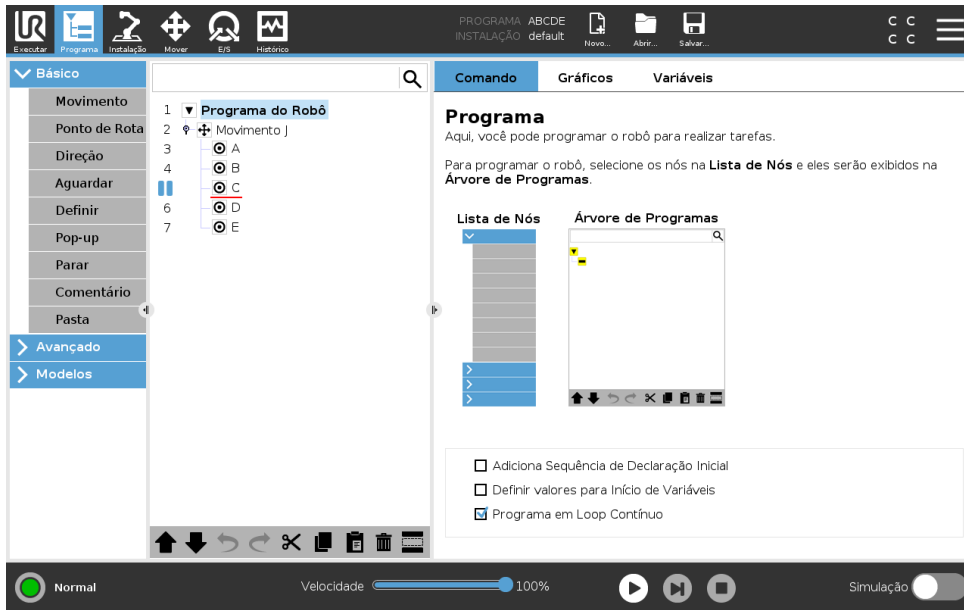 PROGRAMA ABCDE
INSTALAÇÃO default
UR
Executar
Programa
Instalação
Mover
E/S
Histórico
Novo...
Abrir...
Salvar...
C C
C C
Básico
Movimento
Ponto de Rota
Direção
Aguardar
Definir
Pop-up
Parar
Comentário
Pasta
Avançado
Modelos
1 Programa do Robô
2 Movimento J
3 A
4 B
C
6 D
7 E
Comando Gráficos Variáveis
Programa
Aqui, você pode programar o robô para realizar tarefas.
Para programar o robô, selecione os nós na Lista de Nós e eles serão exibidos na
Árvore de Programas.
Lista de Nós Árvore de Programas
Adiciona Sequência de Declaração Inicial
Definir valores para Início de Variáveis
Programa em Loop Contínuo
Normal
Velocidade 100%
Simulação